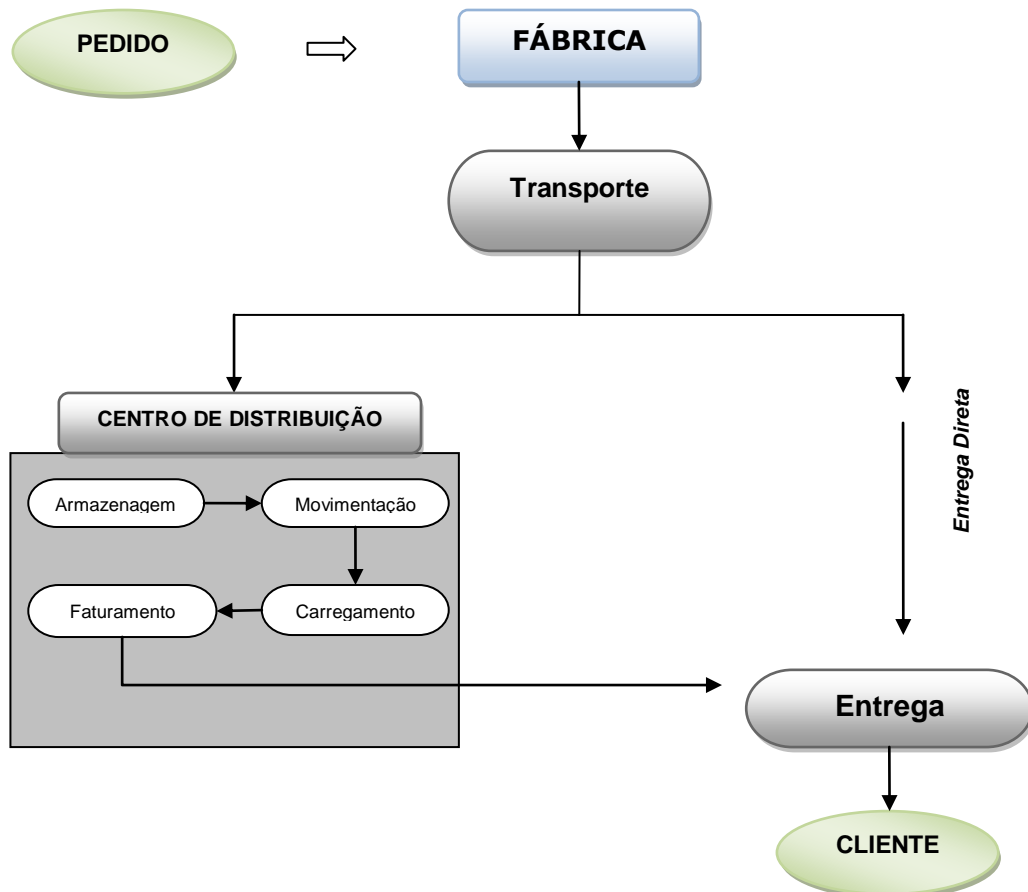 PEDIDO
FÁBRICA
Transporte
CENTRO DE DISTRIBUIÇÃO
Armazenagem
Movimentação
Faturamento
Carregamento
Entrega Direta
Entrega
CLIENTE